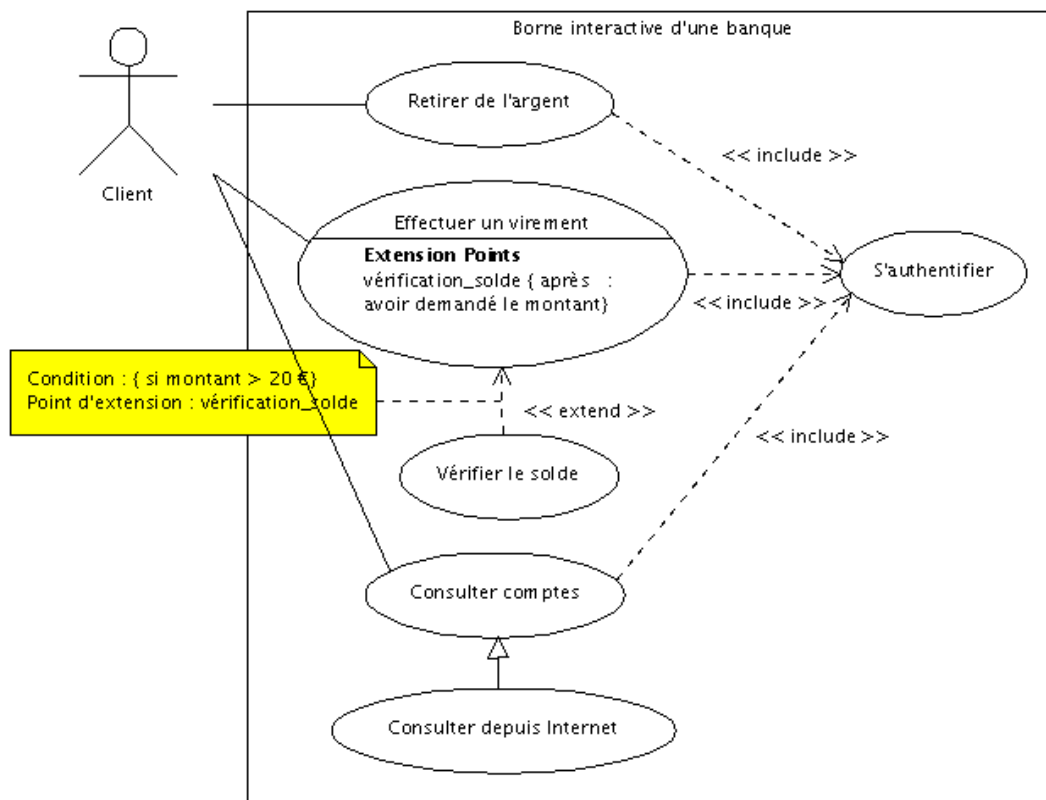 Borne interactive d'une banque
Retirer de l'argent
<< include >>
Client
Effectuer un virement
Extension Points
vérification_solde { après :
avoir demandé le montant}
S'authentifier
<< include >>
Condition : { si montant > 20 €}
Point d'extension : vérification_solde
<< extend >>
<< include >>
Vérifier le solde
Consulter comptes
Consulter depuis Internet